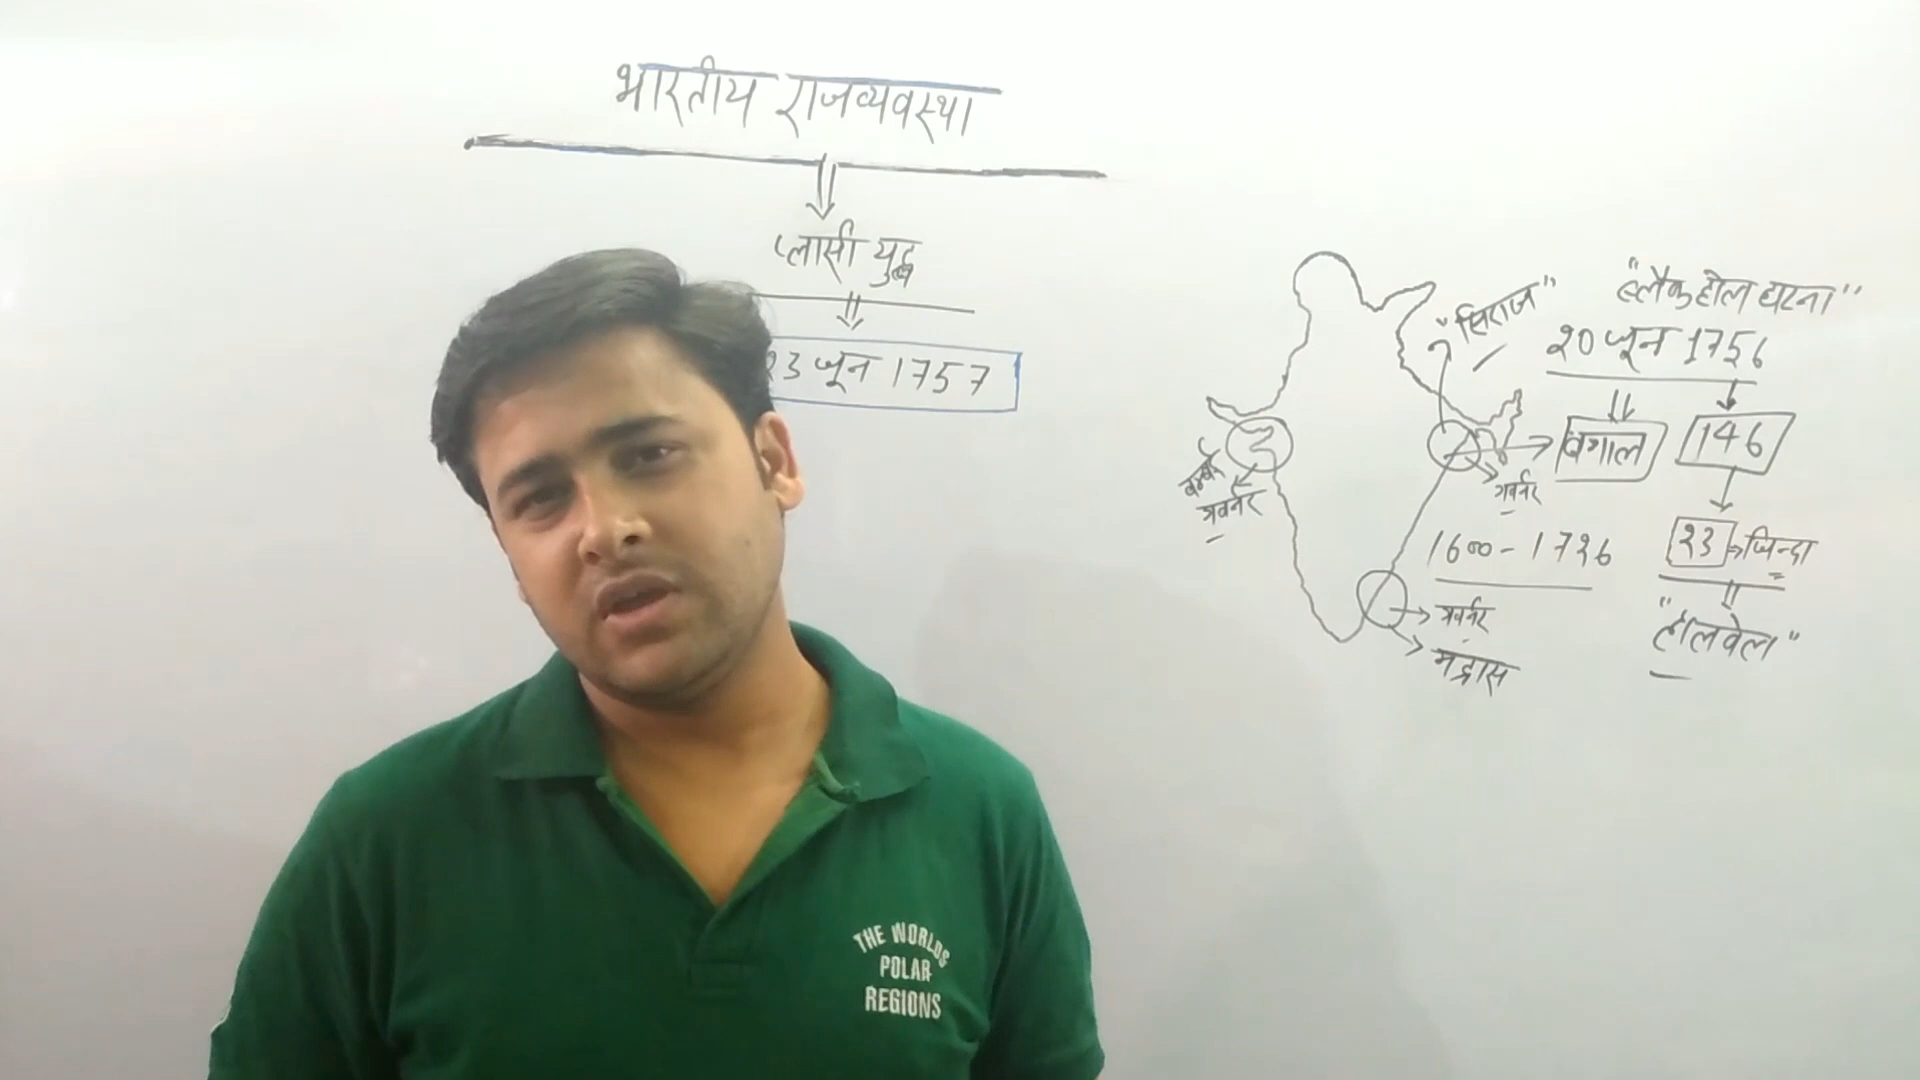 भारतीय राजव्यवस्था
प्लासी युद्ध
23 जून 1757
"सिराज"
"ब्लैक होल घटना"
20 जून 1756
बंगाल
146
गवर्नर
बम्बई
गवर्नर
1600-1726
23 जिन्दा
गवर्नर
मद्रास
"हॉलवेल"
THE WORLDS
POLAR
REGIONS